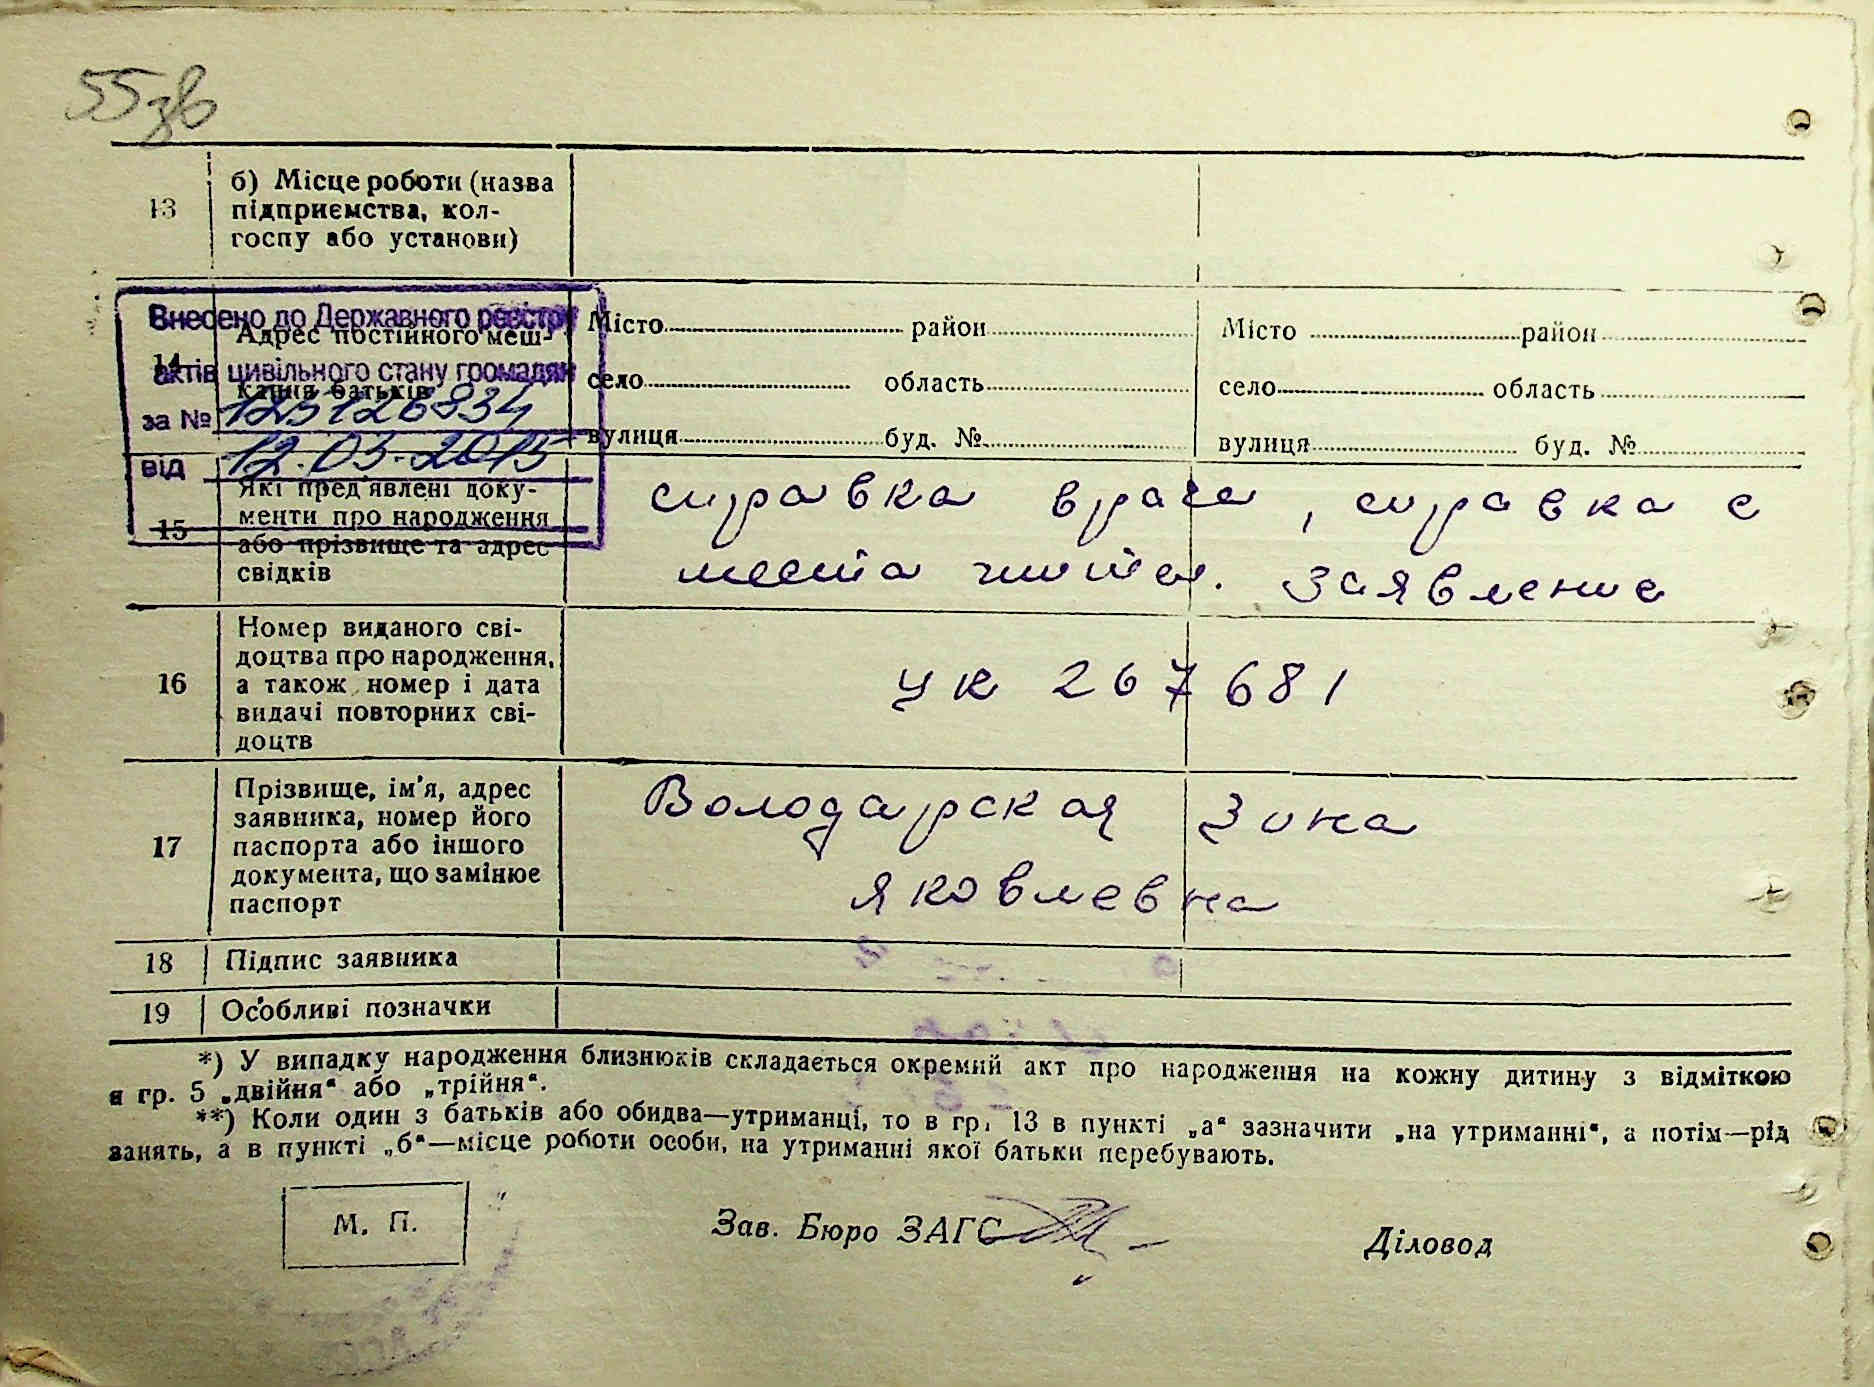 55зв
13
б) Місце роботи (назва
підприємства, кол-
госпу або установи)
Внесено до Державного реєстру
актів цивільного стану громадян
за № 125126834
від 12.03.2015
14
Адрес постійного меш-
кання батьків
Місто район
село область
вулиця буд. №
Місто район
село область
вулиця буд. №
15
Які пред'явлені доку-
менти про народження
або прізвище та адрес
свідків
справка врача, справка с
места жител. Заявление
16
Номер виданого сві-
доцтва про народження,
а також номер і дата
видачі повторних сві-
доцтв
УК 267681
17
Прізвище, ім'я, адрес
заявника, номер його
паспорта або іншого
документа, що замінює
паспорт
Володарская Зина
Яковлевна
18 Підпис заявника
19 Особливі позначки
*) У випадку народження близнюків складається окремий акт про народження на кожну дитину з відміткою
в гр. 5 „двійня“ або „трійня“.
**) Коли один з батьків або обидва—утриманці, то в гр. 13 в пункті „а“ зазначити „на утриманні“, а потім—рід
занять, а в пункті „б“—місце роботи особи, на утриманні якої батьки перебувають.
М. П.
Зав. Бюро ЗАГС
Діловод